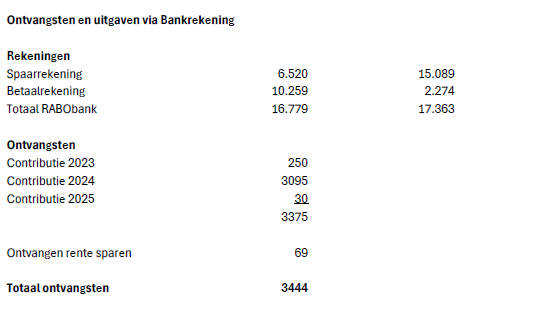 Ontvangsten en uitgaven via Bankrekening
Rekeningen
Spaarrekening 6.520 15.089
Betaalrekening 10.259 2.274
Totaal RABObank 16.779 17.363
Ontvangsten
Contributie 2023 250
Contributie 2024 3095
Contributie 2025 30
3375
Ontvangen rente sparen 69
Totaal ontvangsten 3444